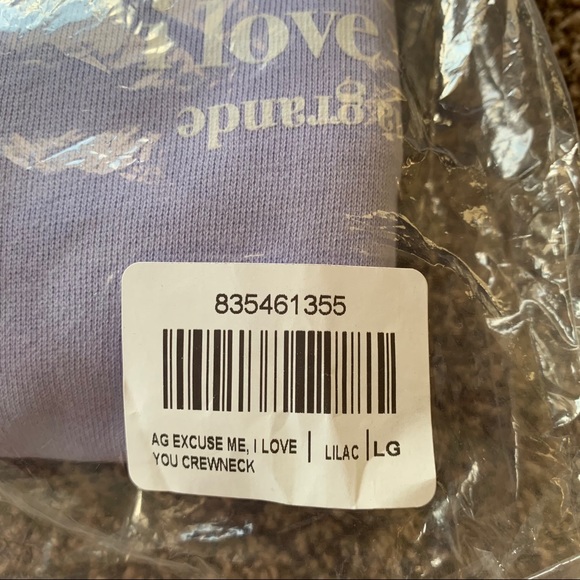 i love
grande
835461355
AG EXCUSE ME, I LOVE | LILAC | LG
YOU CREWNECK